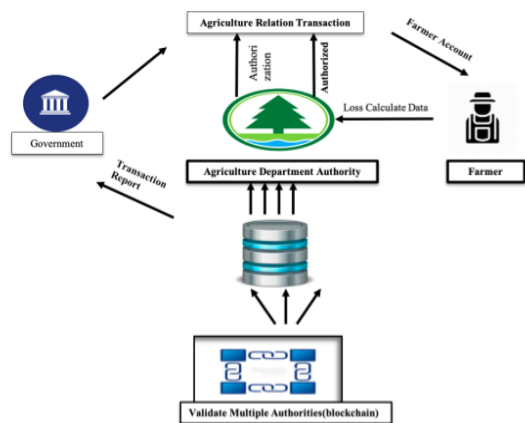 Agriculture Relation Transaction
Authori
zation
Authorized
Farmer Account
Loss Calculate Data
Government
Agriculture Department Authority
Farmer
Transaction
Report
Validate Multiple Authorities(blockchain)